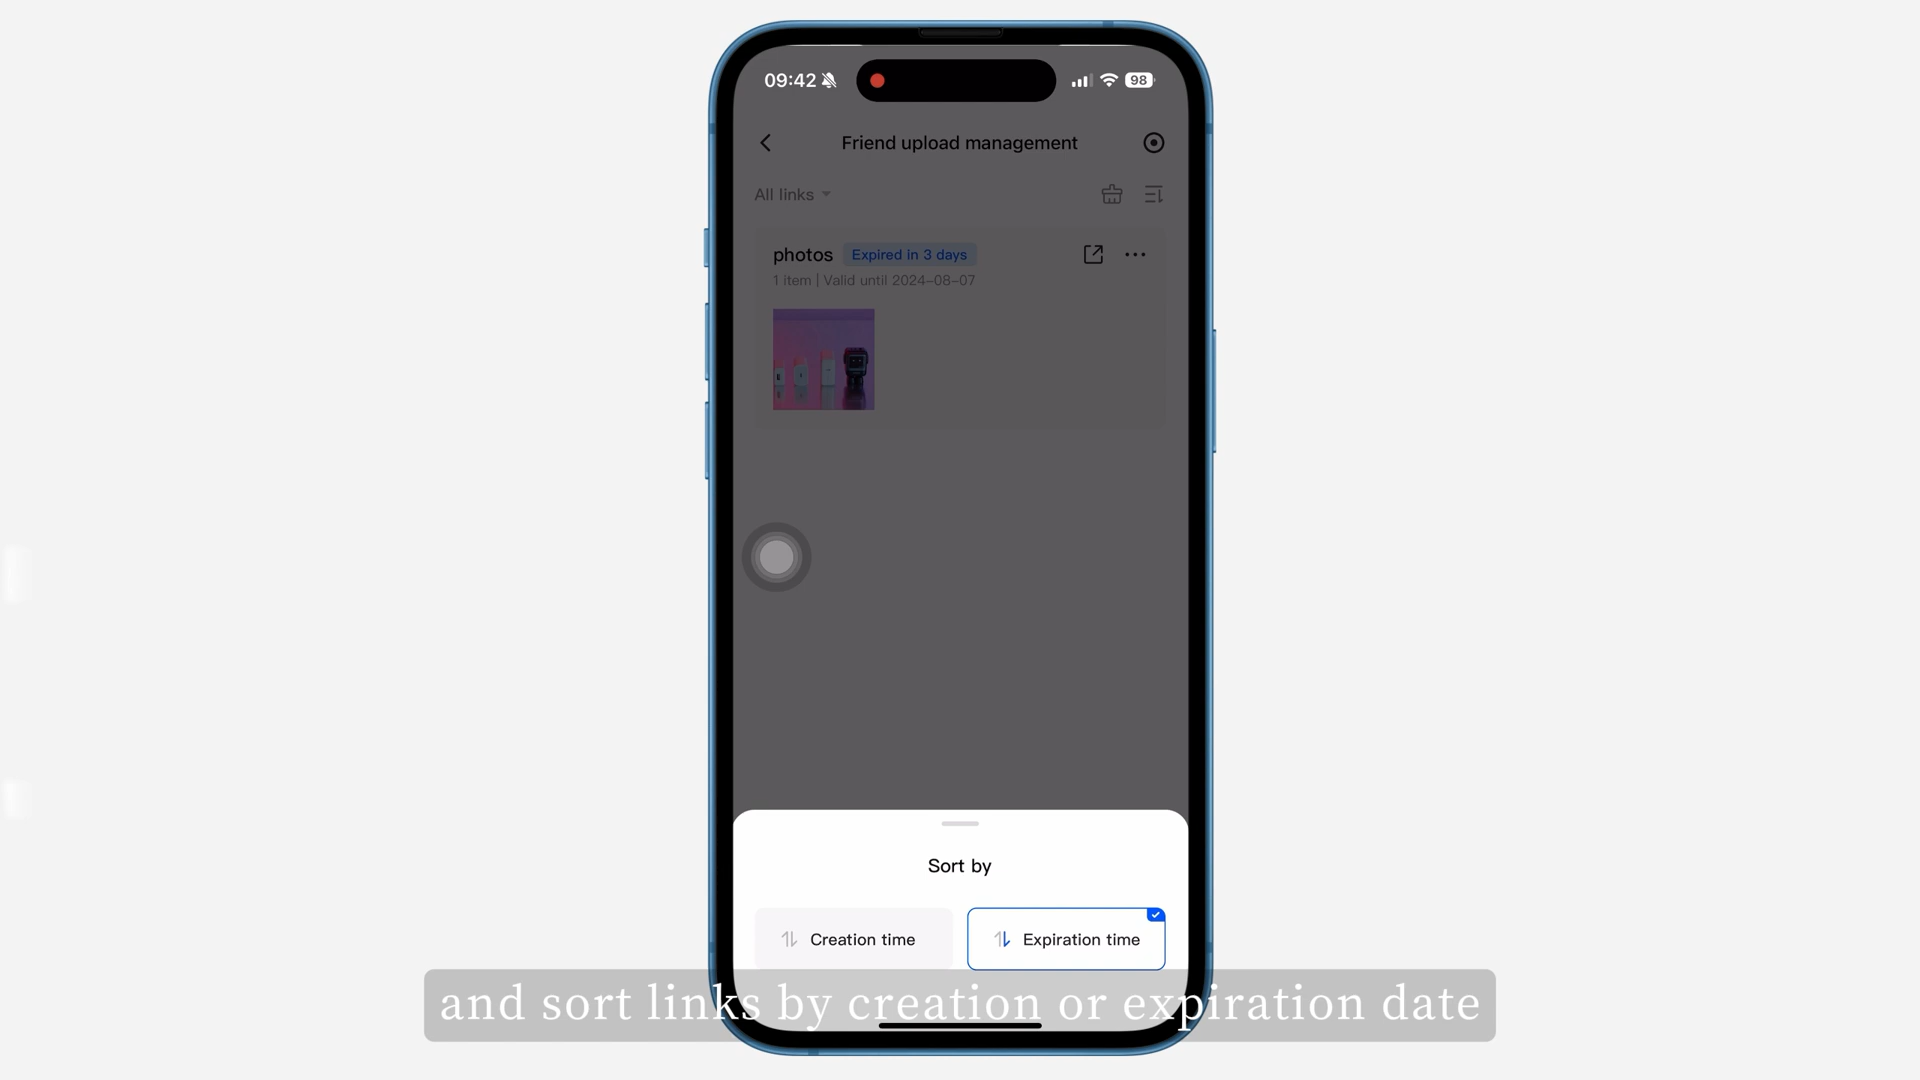 09:42
98
Friend upload management
All links
photos
Expired in 3 days
1 item | Valid until 2024-08-07
Sort by
Creation time
Expiration time
and sort links by creation or expiration date